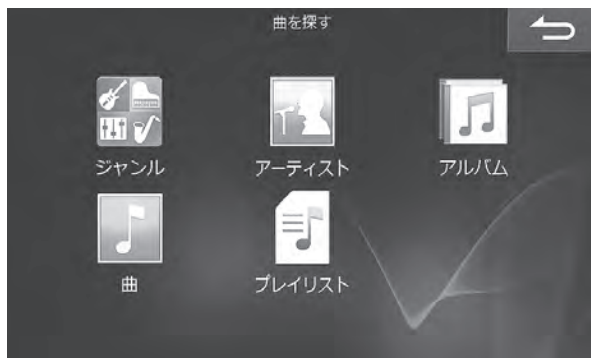 曲を探す
ジャンル
アーティスト
アルバム
曲
プレイリスト